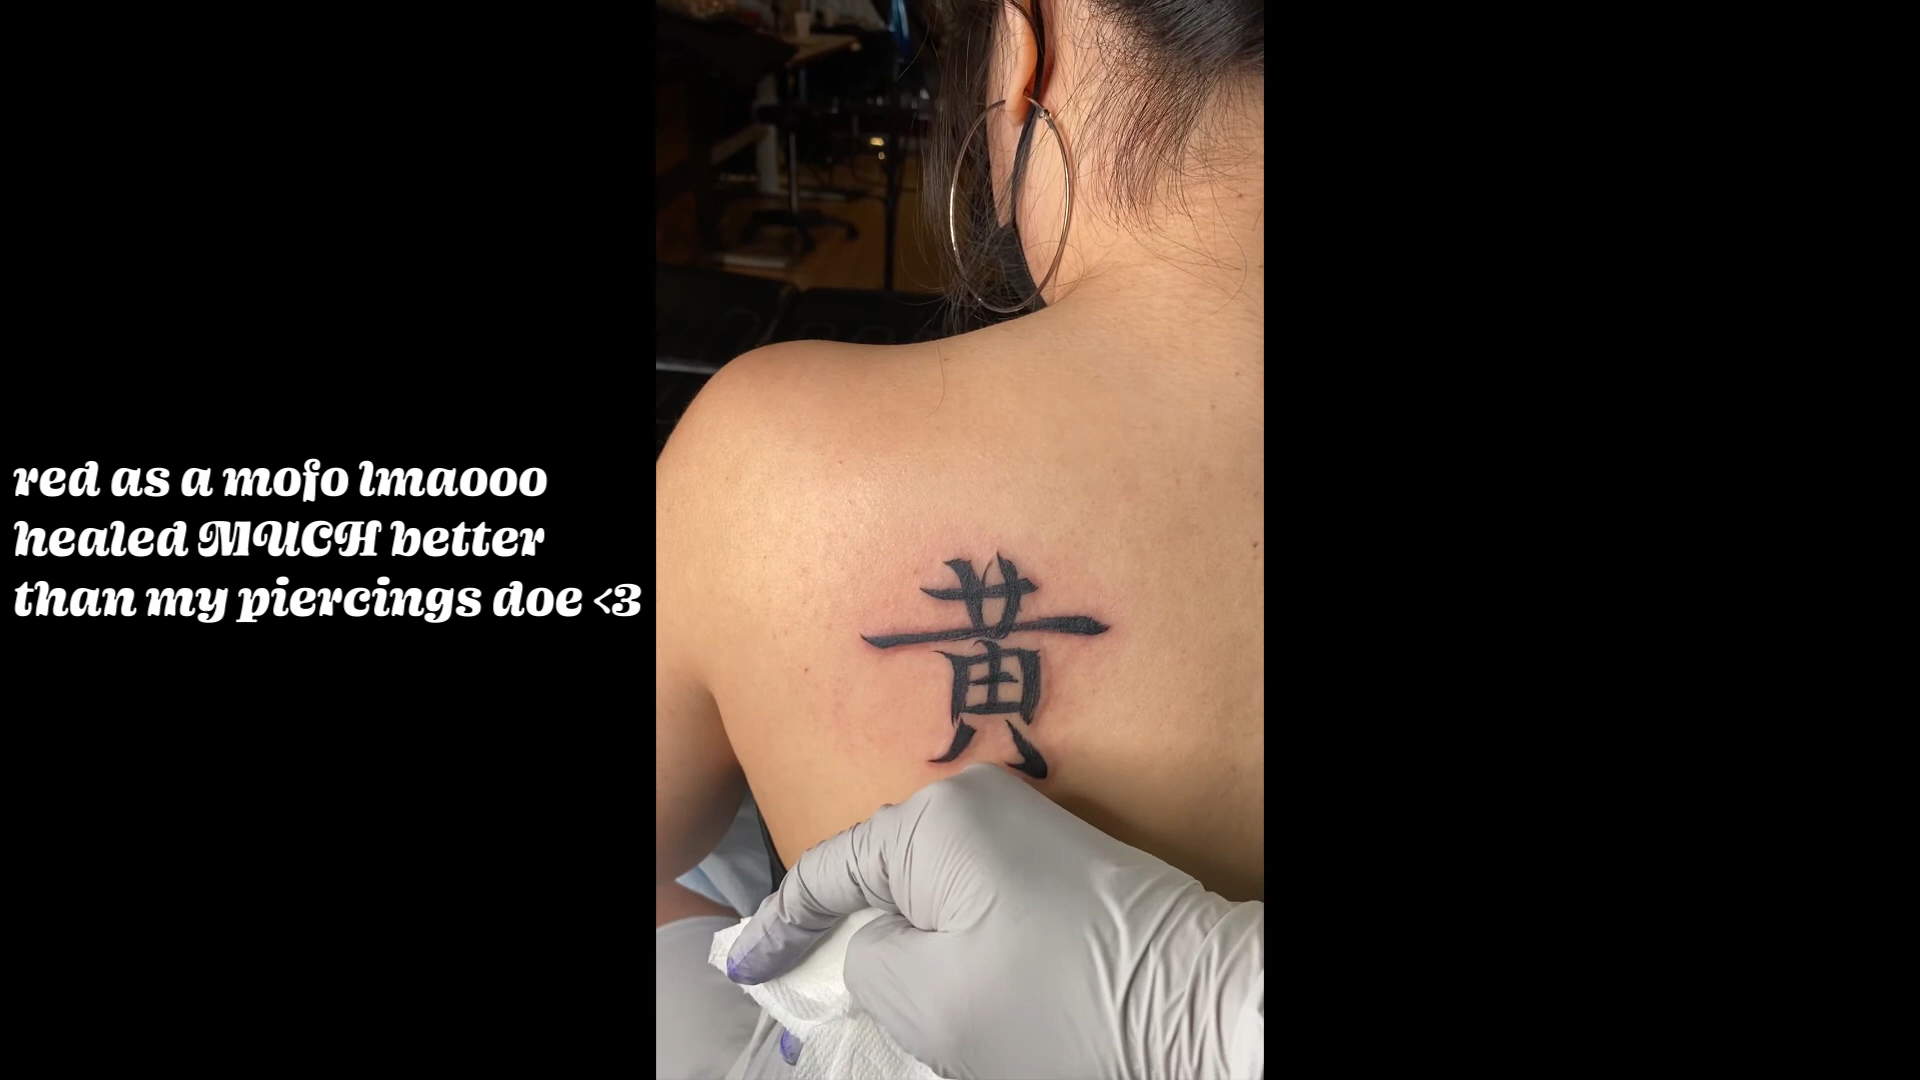 red as a mofo lmaooo
healed MUCH better
than my piercings doe <3
黃